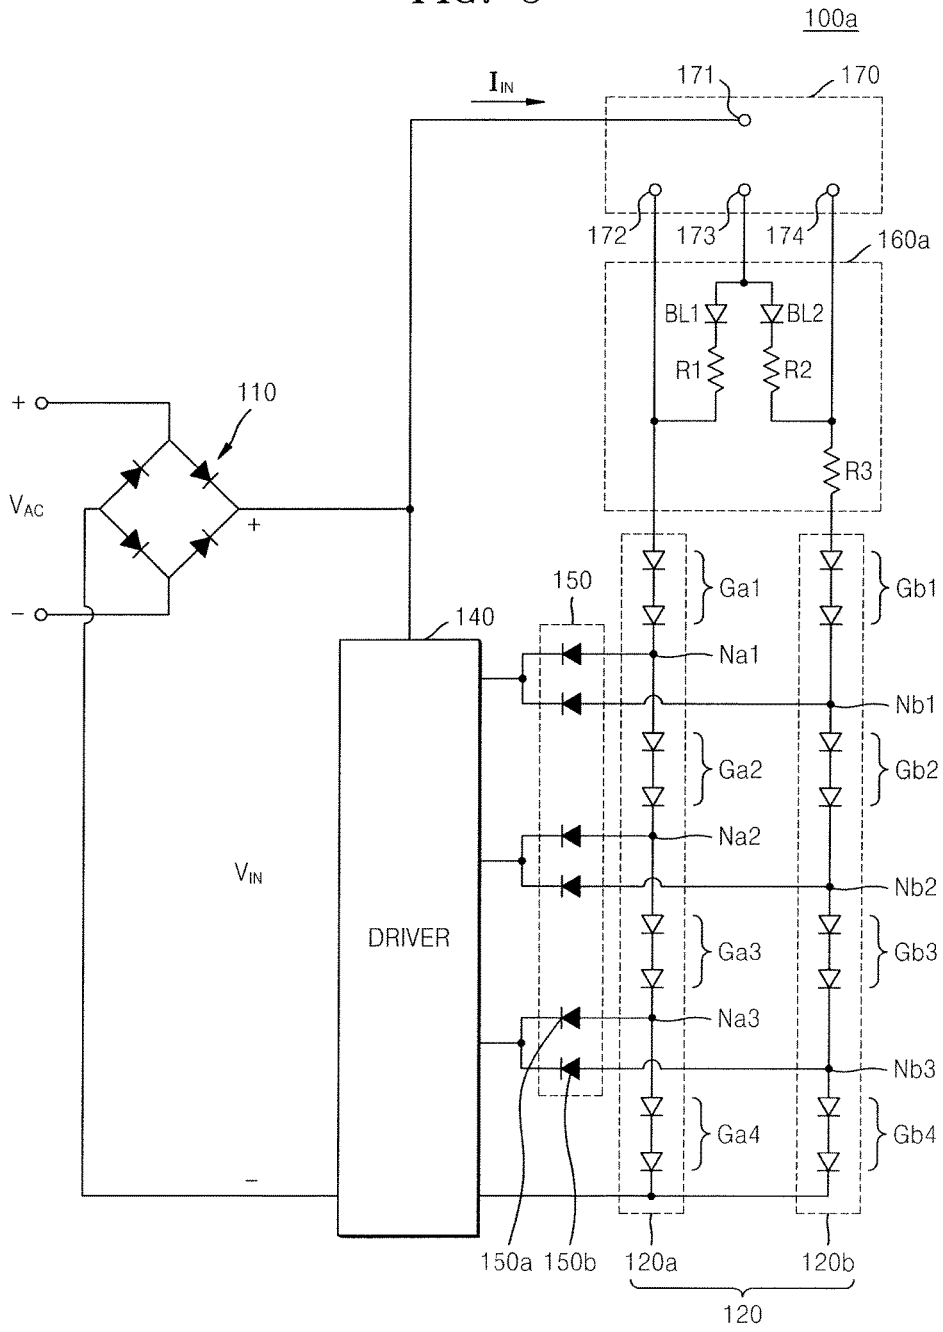 100a
I_IN
171
170
172
173
174
160a
BL1
BL2
R1
R2
R3
110
+
V_AC
+
−
140
150
Ga1
Gb1
Na1
Nb1
Ga2
Gb2
Na2
Nb2
V_IN
DRIVER
Ga3
Gb3
Na3
Nb3
Ga4
Gb4
−
150a
150b
120a
120b
120